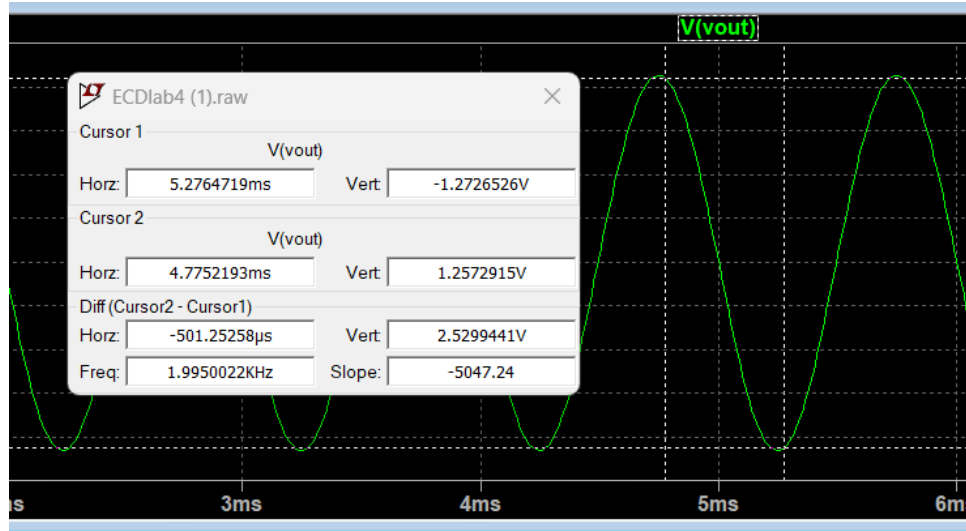 V(vout)
ECDlab4 (1).raw
Cursor 1
V(vout)
Horz: 5.2764719ms Vert: -1.2726526V
Cursor 2
V(vout)
Horz: 4.7752193ms Vert: 1.2572915V
Diff (Cursor2 - Cursor1)
Horz: -501.25258µs Vert: 2.5299441V
Freq: 1.9950022KHz Slope: -5047.24
s 3ms 4ms 5ms 6m